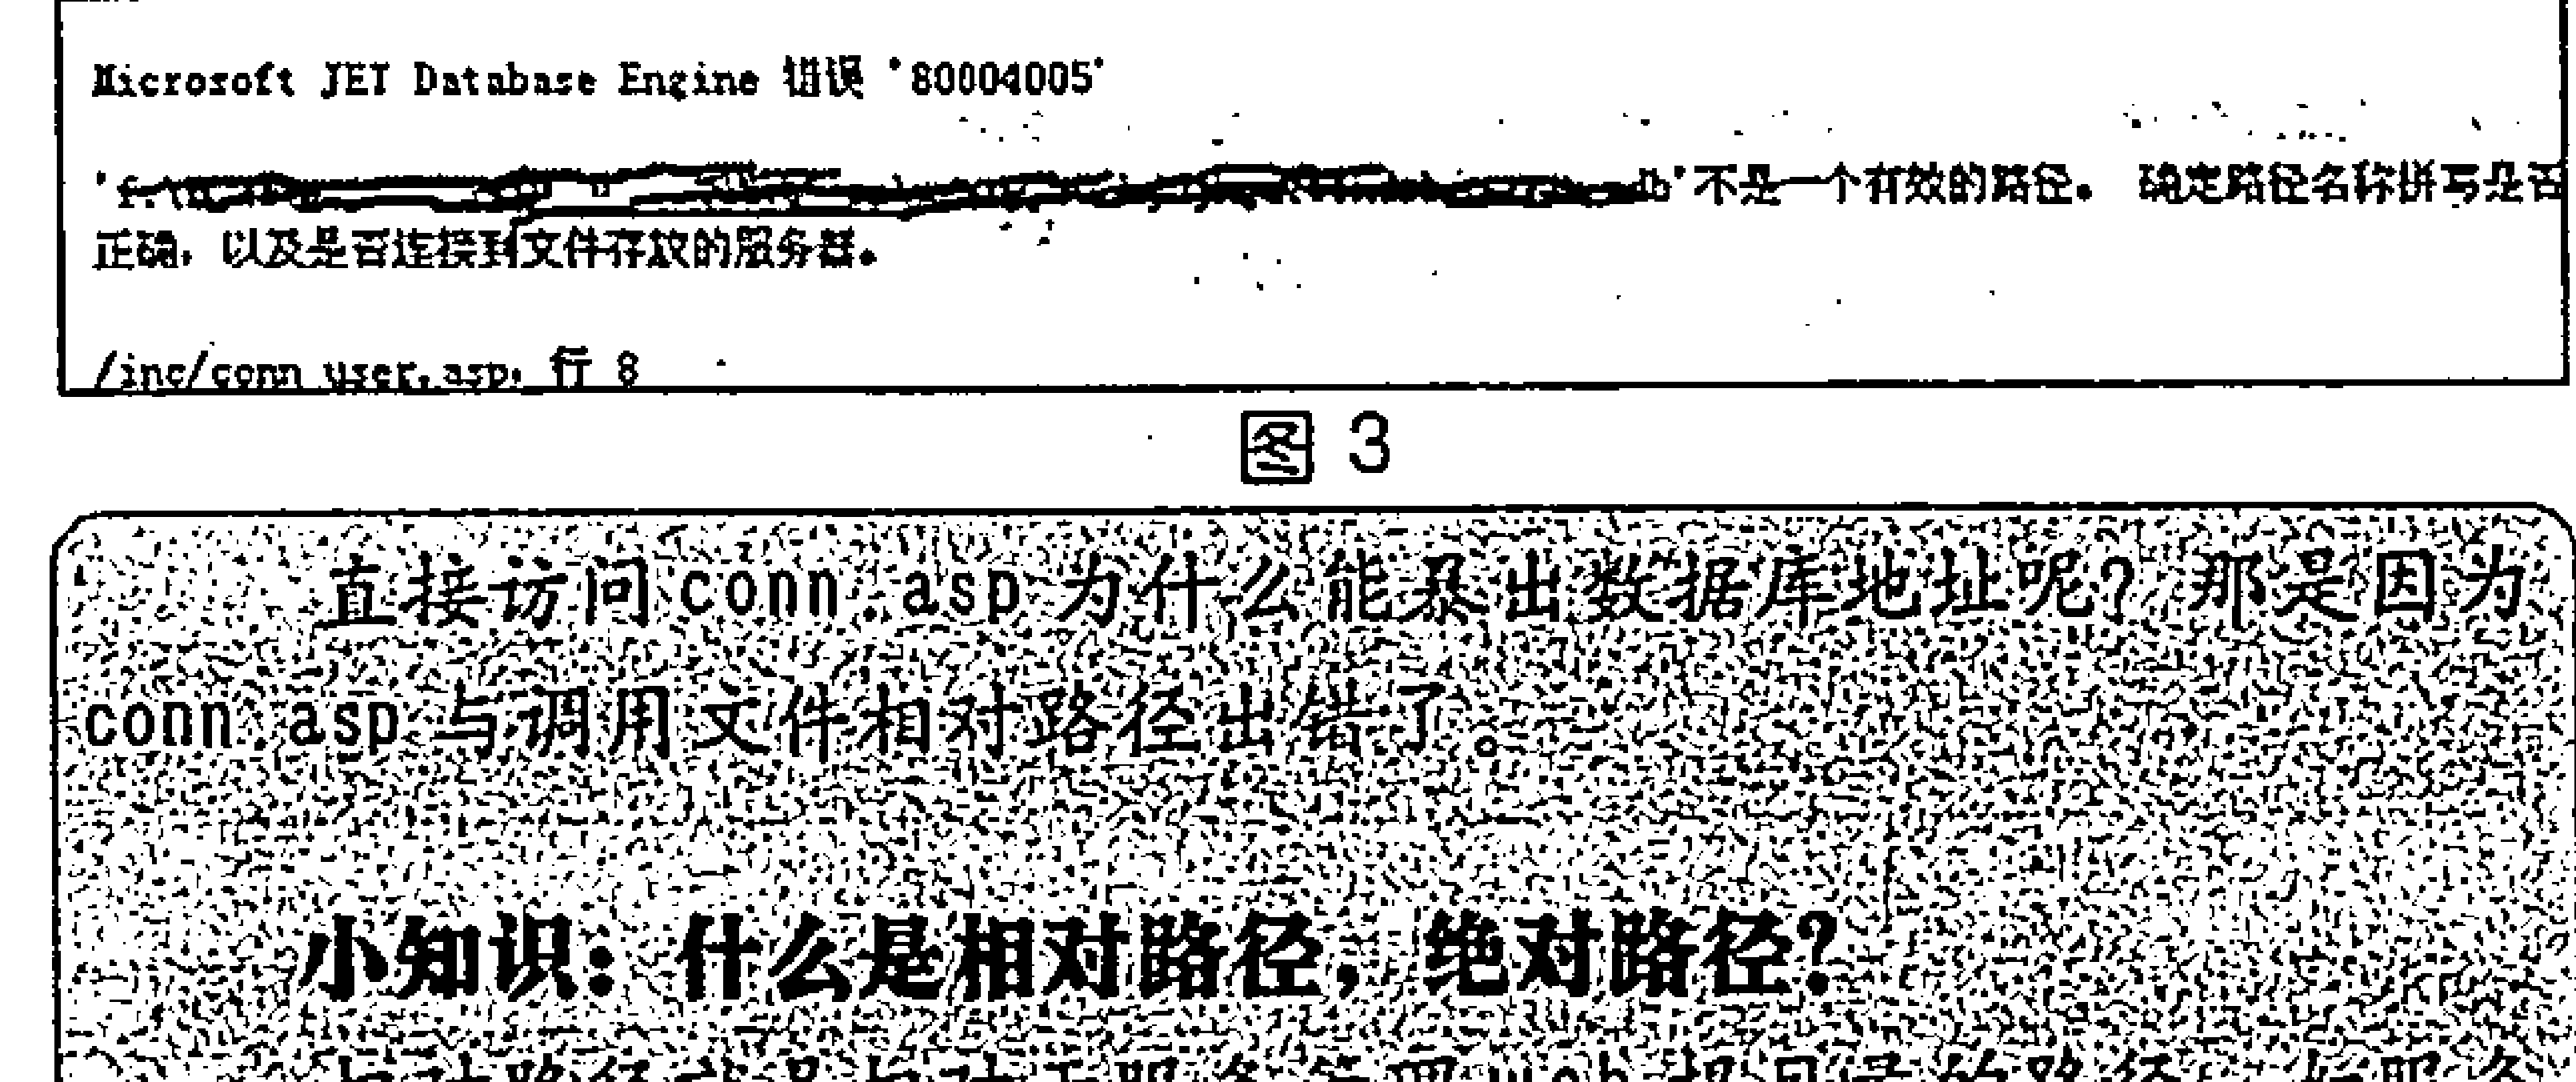 Microsoft JET Database Engine 错误 '80004005'
不是一个有效的路径。 确定路径名称拼写是否
正确，以及是否连接到文件存放的服务器。
/inc/conn_user.asp，行 8
图 3
直接访问conn.asp为什么能暴出数据库地址呢？那是因为
conn.asp与调用文件相对路径出错了。
小知识：什么是相对路径，绝对路径？